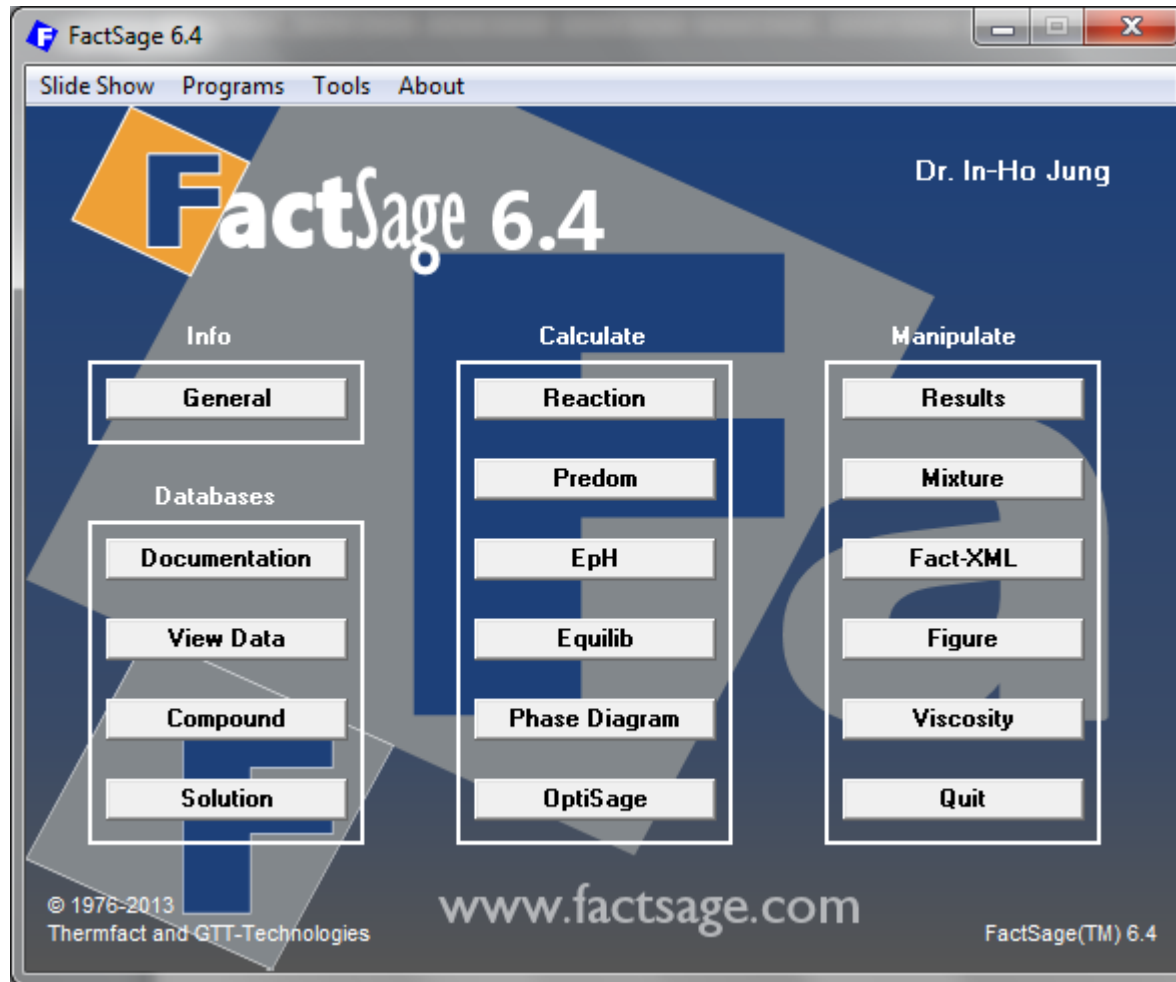 FactSage 6.4
Slide Show Programs Tools About
FactSage 6.4
Dr. In-Ho Jung
Info
General
Databases
Documentation
View Data
Compound
Solution
Calculate
Reaction
Predom
EpH
Equilib
Phase Diagram
OptiSage
Manipulate
Results
Mixture
Fact-XML
Figure
Viscosity
Quit
© 1976-2013
Thermfact and GTT-Technologies
www.factsage.com
FactSage(TM) 6.4